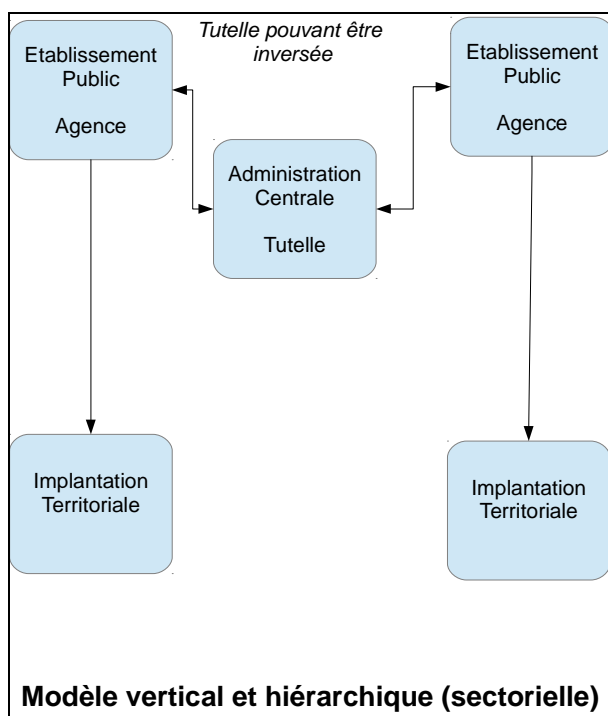 Tutelle pouvant être
inversée
Etablissement
Public
Agence
Etablissement
Public
Agence
Administration
Centrale
Tutelle
Implantation
Territoriale
Implantation
Territoriale
Modèle vertical et hiérarchique (sectorielle)